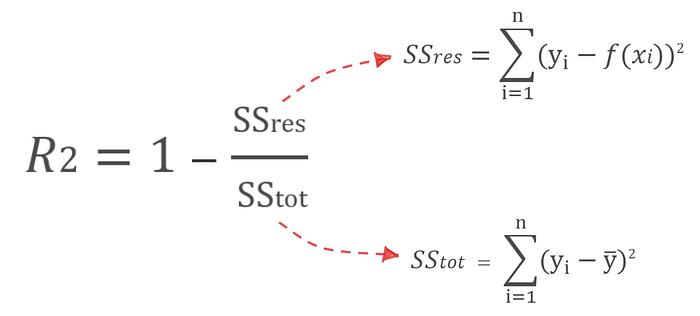 R2 = 1 – SSres / SStot
SSres = n ∑ i=1 (yi – f(xi))²
SStot = n ∑ i=1 (yi – ȳ)²